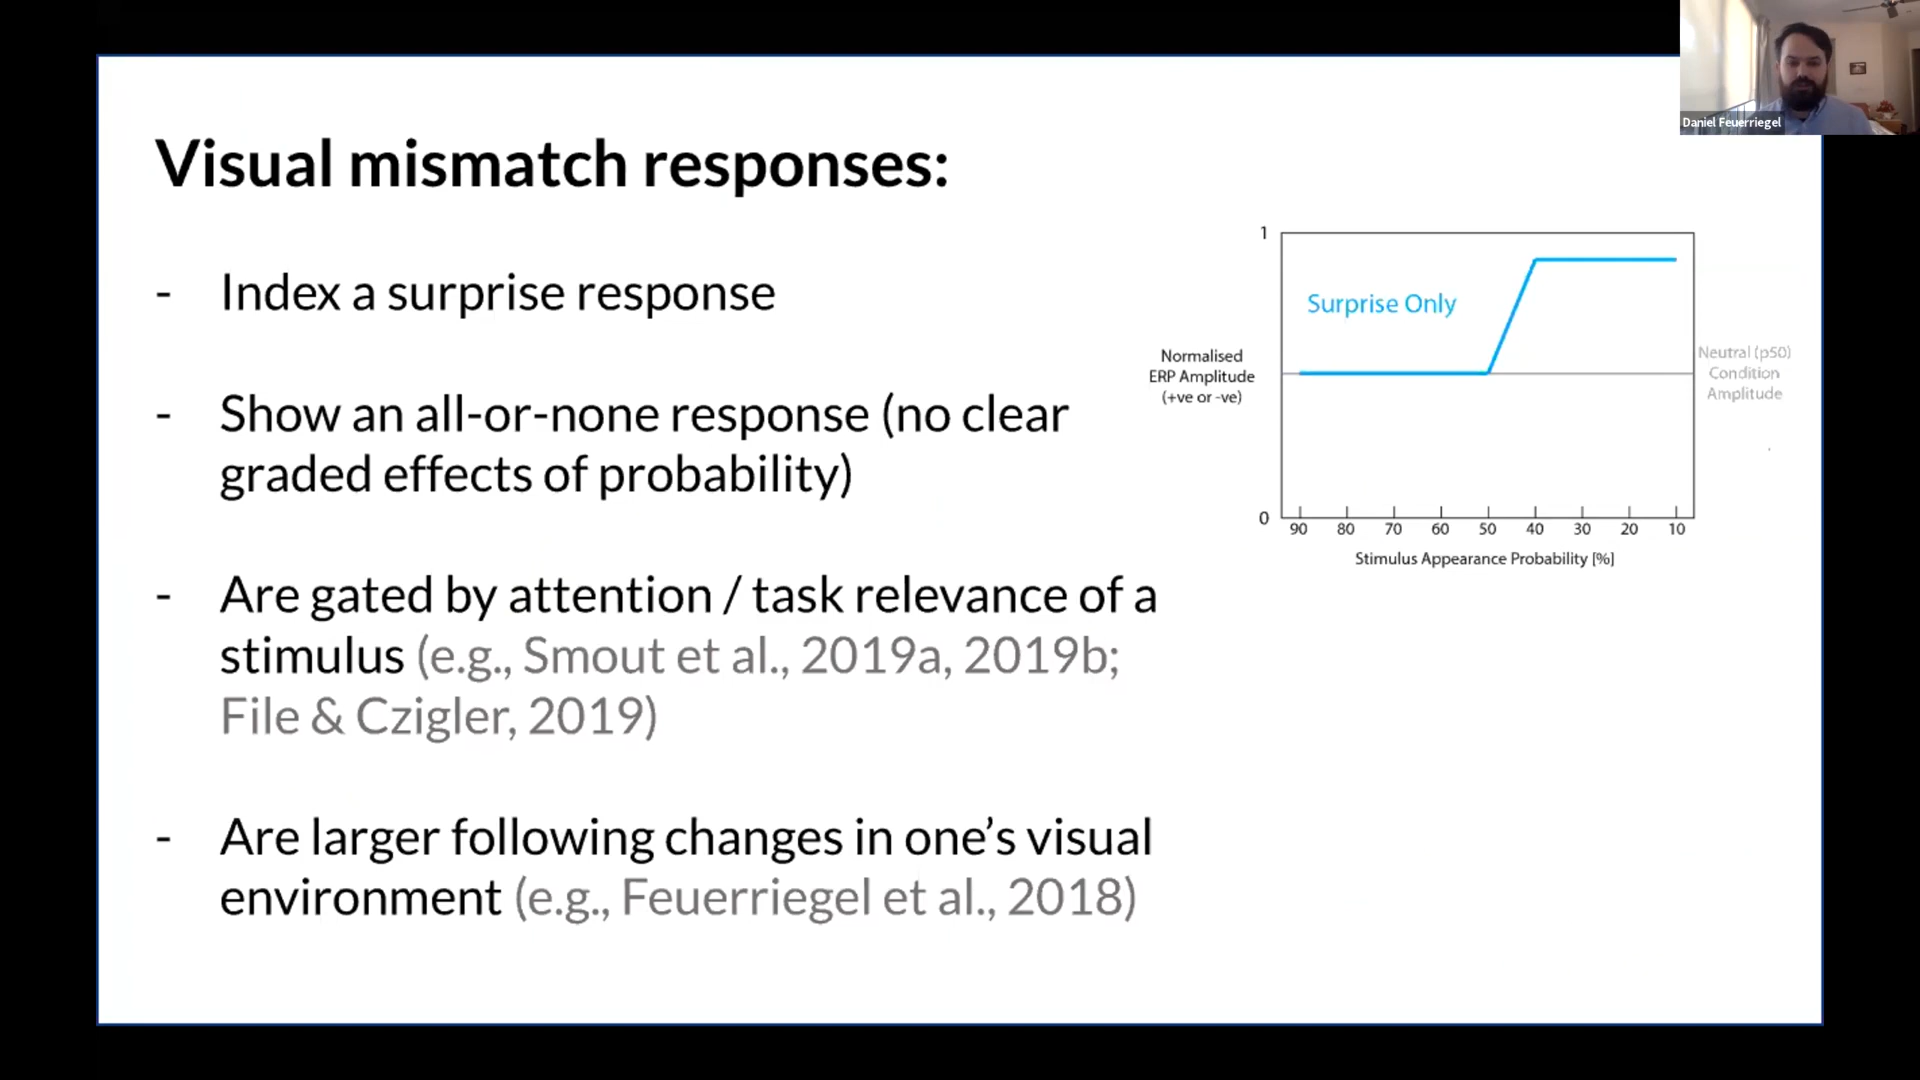 Daniel Feuerriegel
Visual mismatch responses:
- Index a surprise response
- Show an all-or-none response (no clear
graded effects of probability)
- Are gated by attention / task relevance of a
stimulus (e.g., Smout et al., 2019a, 2019b;
File & Czigler, 2019)
- Are larger following changes in one’s visual
environment (e.g., Feuerriegel et al., 2018)
1
Surprise Only
Normalised
ERP Amplitude
(+ve or -ve)
Neutral (p50)
Condition
Amplitude
0
90 80 70 60 50 40 30 20 10
Stimulus Appearance Probability [%]